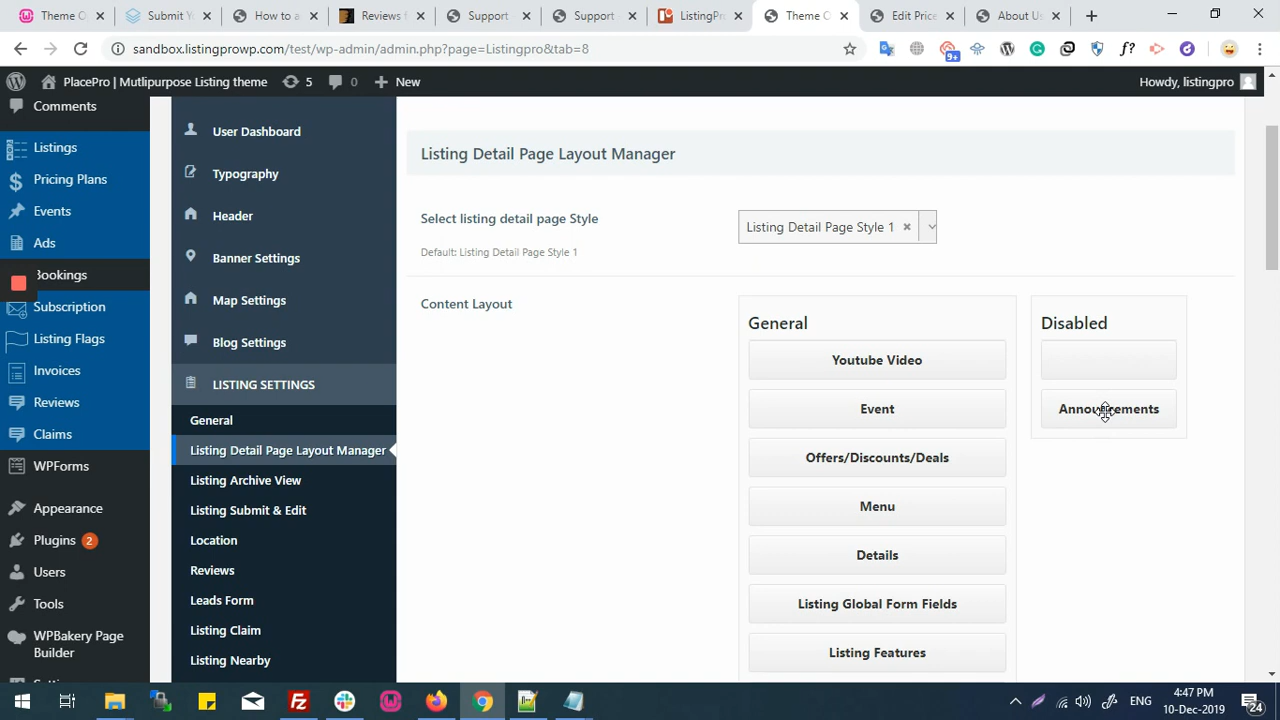 Theme O
Submit Y
How to a
Reviews
Support
Support
ListingPro
Theme O
Edit Price
About Us
sandbox.listingprowp.com/test/wp-admin/admin.php?page=Listingpro&tab=8
9+
f?
PlacePro | Mutlipurpose Listing theme
5
0
New
Howdy, listingpro
Comments
Listings
Pricing Plans
Events
Ads
Bookings
Subscription
Listing Flags
Invoices
Reviews
Claims
WPForms
Appearance
Plugins 2
Users
Tools
WPBakery Page
Builder
User Dashboard
Typography
Header
Banner Settings
Map Settings
Blog Settings
LISTING SETTINGS
General
Listing Detail Page Layout Manager
Listing Archive View
Listing Submit & Edit
Location
Reviews
Leads Form
Listing Claim
Listing Nearby
Listing Detail Page Layout Manager
Select listing detail page Style
Default: Listing Detail Page Style 1
Listing Detail Page Style 1
Content Layout
General
Youtube Video
Event
Offers/Discounts/Deals
Menu
Details
Listing Global Form Fields
Listing Features
Disabled
Announcements
ENG
4:47 PM
10-Dec-2019
24